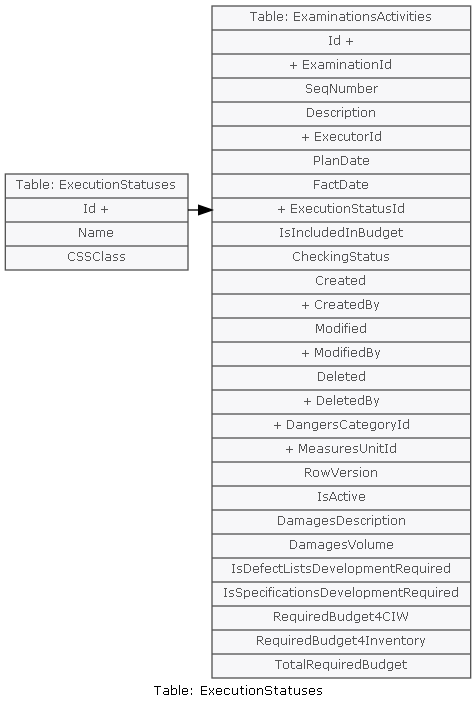 Table: ExecutionStatuses
Id +
Name
CSSClass
Table: ExaminationsActivities
Id +
+ ExaminationId
SeqNumber
Description
+ ExecutorId
PlanDate
FactDate
+ ExecutionStatusId
IsIncludedInBudget
CheckingStatus
Created
+ CreatedBy
Modified
+ ModifiedBy
Deleted
+ DeletedBy
+ DangersCategoryId
+ MeasuresUnitId
RowVersion
IsActive
DamagesDescription
DamagesVolume
IsDefectListsDevelopmentRequired
IsSpecificationsDevelopmentRequired
RequiredBudget4CIW
RequiredBudget4Inventory
TotalRequiredBudget
Table: ExecutionStatuses